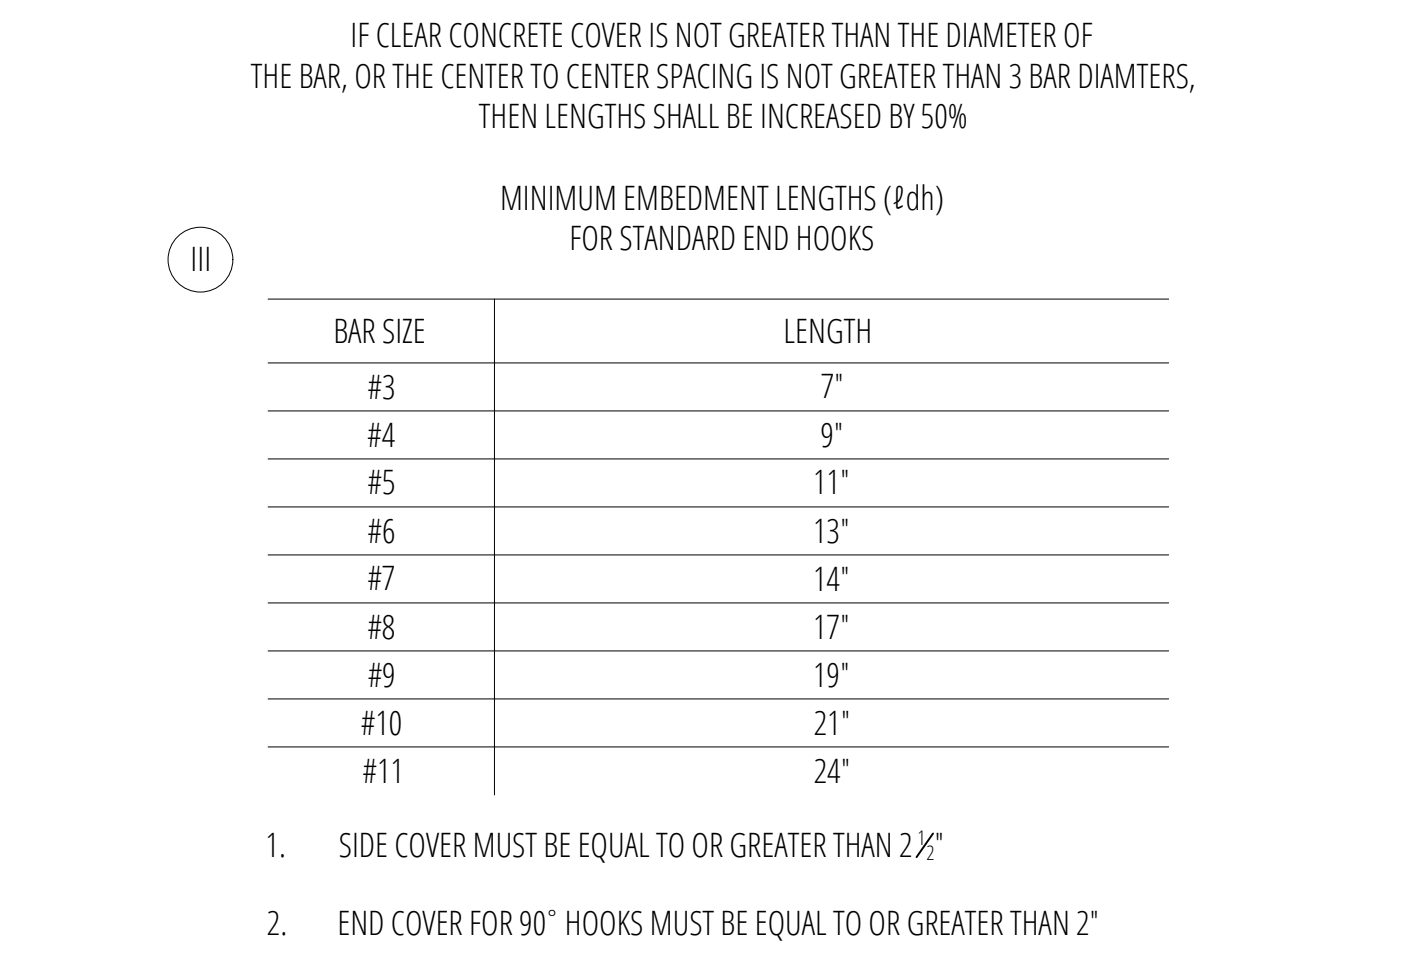 IF CLEAR CONCRETE COVER IS NOT GREATER THAN THE DIAMETER OF
THE BAR, OR THE CENTER TO CENTER SPACING IS NOT GREATER THAN 3 BAR DIAMTERS,
THEN LENGTHS SHALL BE INCREASED BY 50%
MINIMUM EMBEDMENT LENGTHS (ℓdh)
FOR STANDARD END HOOKS
III
BAR SIZE LENGTH
#3 7"
#4 9"
#5 11"
#6 13"
#7 14"
#8 17"
#9 19"
#10 21"
#11 24"
1. SIDE COVER MUST BE EQUAL TO OR GREATER THAN 2 ½"
2. END COVER FOR 90° HOOKS MUST BE EQUAL TO OR GREATER THAN 2"